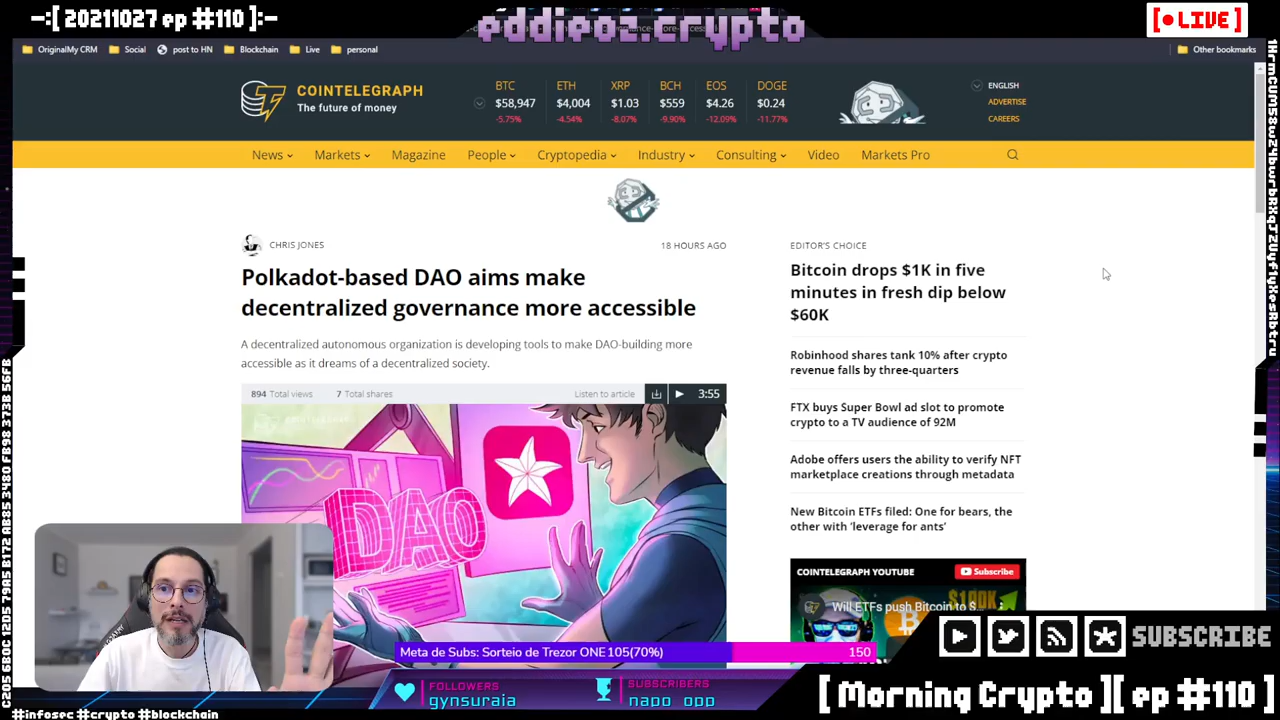 -:[ 20211027 ep #110 ]:-
eddieoz.crypto
[ LIVE ]
OriginalMy CRM
Social
post to HN
Blockchain
Live
personal
Other bookmarks
COINTELEGRAPH
The future of money
BTC
ETH
XRP
BCH
EOS
DOGE
$58,947
$4,004
$1.03
$559
$4.26
$0.24
-5.75%
-4.54%
-8.07%
-9.90%
-12.09%
-11.77%
ENGLISH
ADVERTISE
CAREERS
News
Markets
Magazine
People
Cryptopedia
Industry
Consulting
Video
Markets Pro
CHRIS JONES
18 HOURS AGO
Polkadot-based DAO aims make
decentralized governance more accessible
A decentralized autonomous organization is developing tools to make DAO-building more
accessible as it dreams of a decentralized society.
894 Total views
7 Total shares
Listen to article
3:55
COINTELEGRAPH
DAO
EDITOR'S CHOICE
Bitcoin drops $1K in five
minutes in fresh dip below
$60K
Robinhood shares tank 10% after crypto
revenue falls by three-quarters
FTX buys Super Bowl ad slot to promote
crypto to a TV audience of 92M
Adobe offers users the ability to verify NFT
marketplace creations through metadata
New Bitcoin ETFs filed: One for bears, the
other with 'leverage for ants'
COINTELEGRAPH YOUTUBE
Subscribe
Will ETFs push Bitcoin to $...
$100K
Meta de Subs: Sorteio de Trezor ONE 105(70%)
150
FOLLOWERS
gynsuraia
SUBSCRIBERS
napo_opp
SUBSCRIBE
[ Morning Crypto ][ ep #110 ]
#infosec #crypto #blockchain